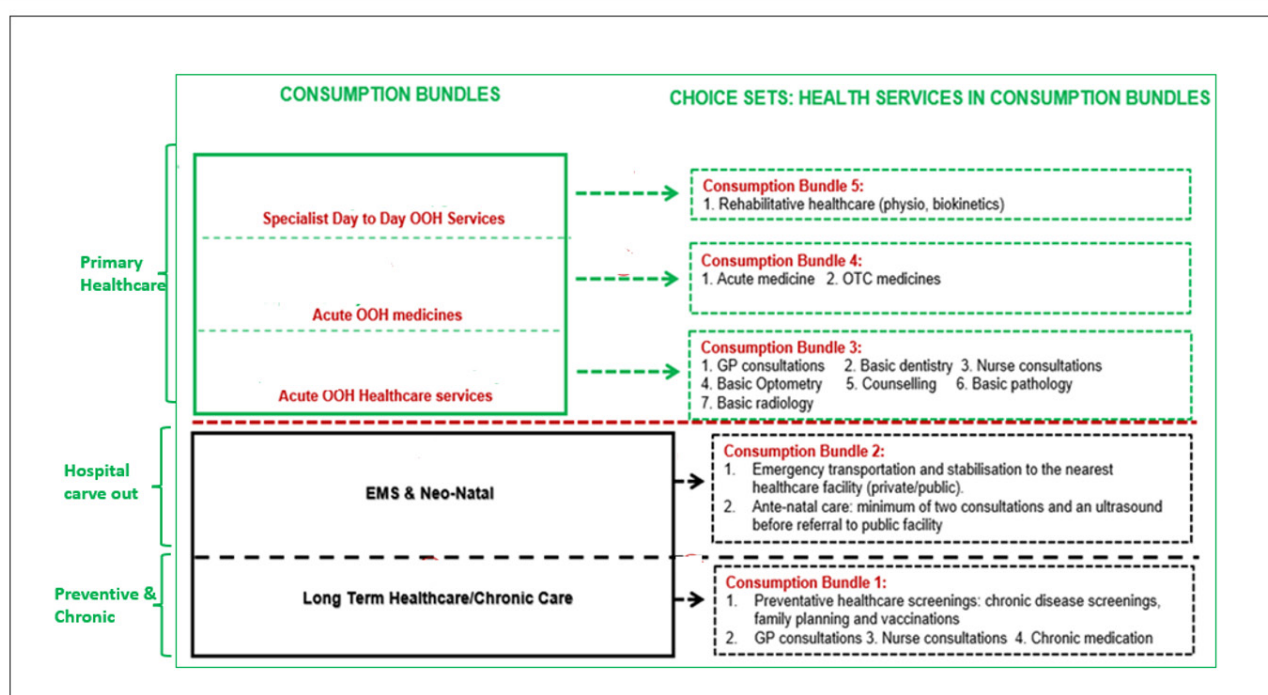 CONSUMPTION BUNDLES
CHOICE SETS: HEALTH SERVICES IN CONSUMPTION BUNDLES
Primary
Healthcare
Specialist Day to Day OOH Services
Consumption Bundle 5:
1. Rehabilitative healthcare (physio, biokinetics)
Acute OOH medicines
Consumption Bundle 4:
1. Acute medicine 2. OTC medicines
Acute OOH Healthcare services
Consumption Bundle 3:
1. GP consultations 2. Basic dentistry 3. Nurse consultations
4. Basic Optometry 5. Counselling 6. Basic pathology
7. Basic radiology
Hospital
carve out
EMS & Neo-Natal
Consumption Bundle 2:
1. Emergency transportation and stabilisation to the nearest
healthcare facility (private/public).
2. Ante-natal care: minimum of two consultations and an ultrasound
before referral to public facility
Preventive &
Chronic
Long Term Healthcare/Chronic Care
Consumption Bundle 1:
1. Preventative healthcare screenings: chronic disease screenings,
family planning and vaccinations
2. GP consultations 3. Nurse consultations 4. Chronic medication